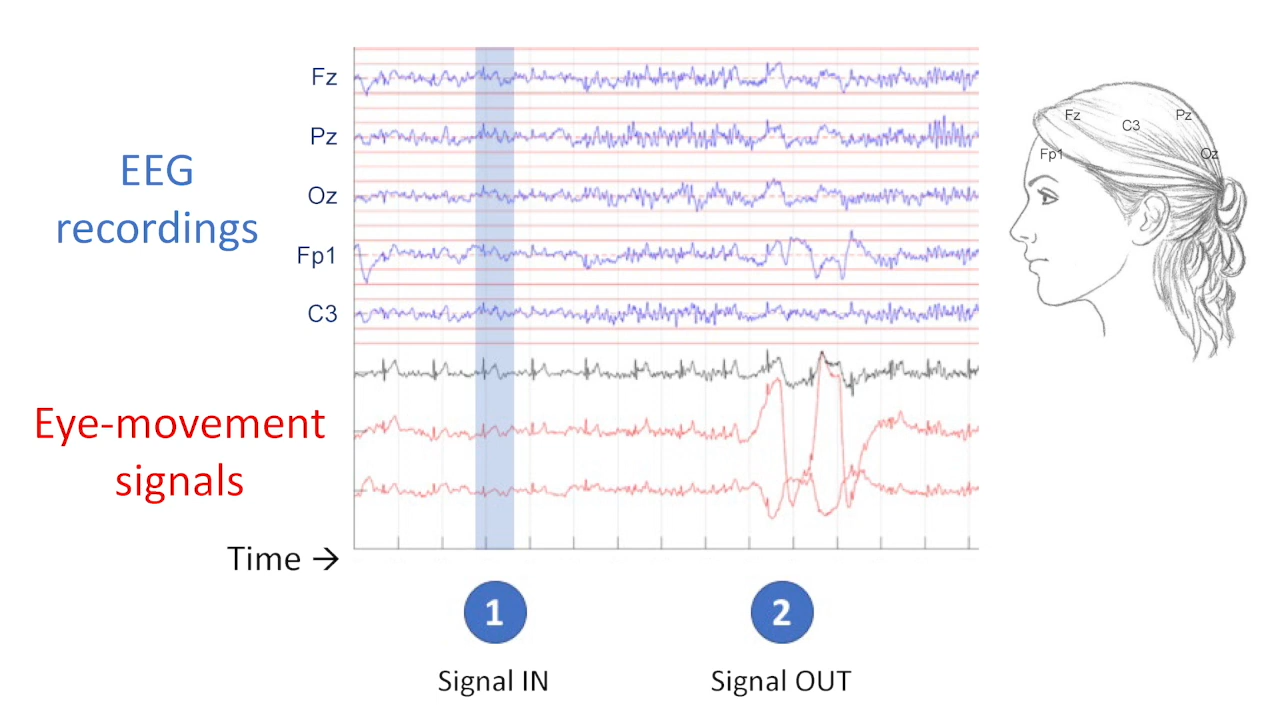 EEG
recordings
Fz
Pz
Oz
Fp1
C3
Eye-movement
signals
Time →
1
2
Signal IN
Signal OUT
Fz
C3
Pz
Fp1
Oz